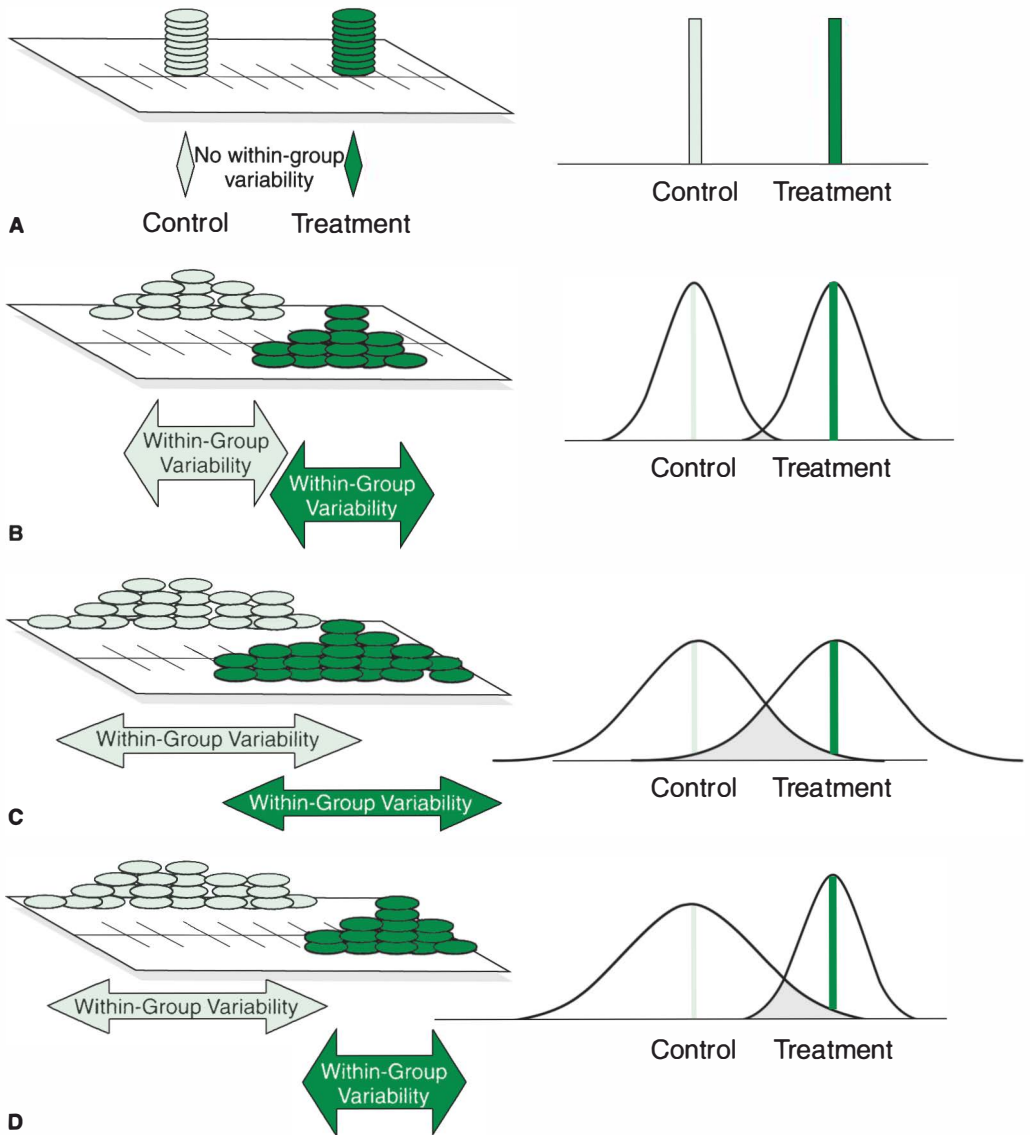 No within-group
variability
Control Treatment
Control Treatment
A
Within-Group
Variability
Within-Group
Variability
Control Treatment
B
Within-Group Variability
Within-Group Variability
Control Treatment
C
Within-Group Variability
Within-Group
Variability
Control Treatment
D